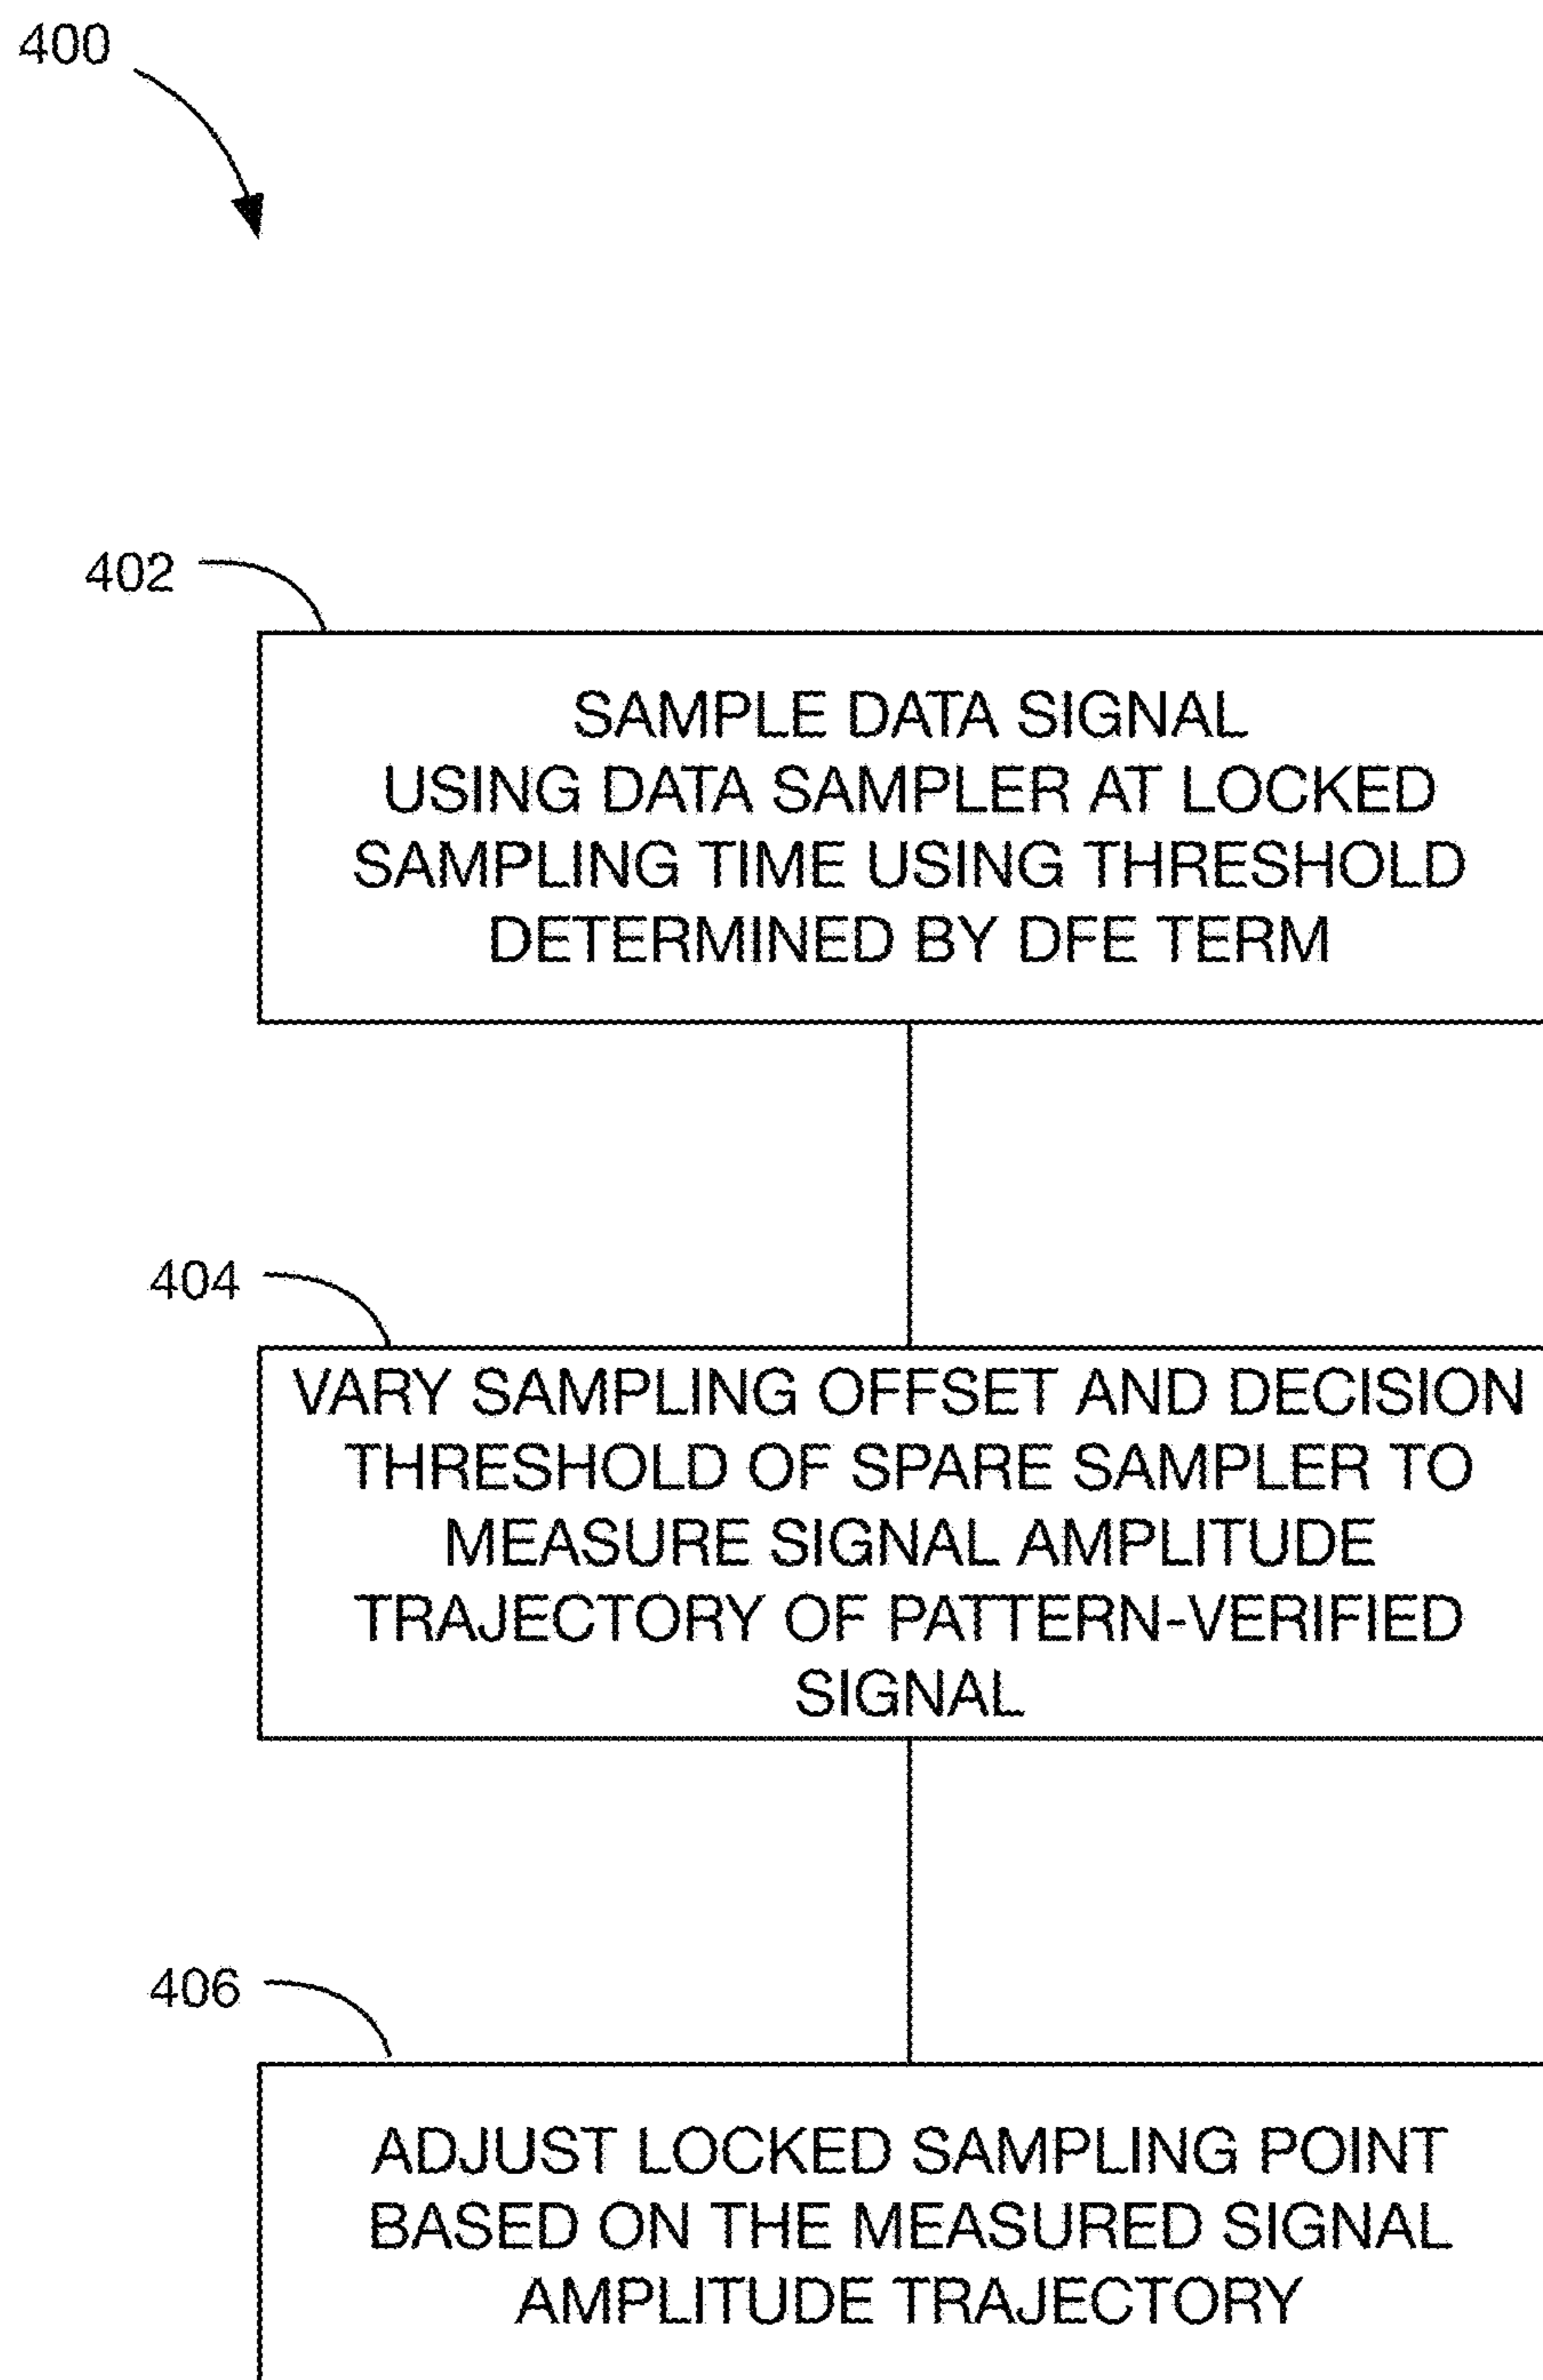 400
402
SAMPLE DATA SIGNAL
USING DATA SAMPLER AT LOCKED
SAMPLING TIME USING THRESHOLD
DETERMINED BY DFE TERM
404
VARY SAMPLING OFFSET AND DECISION
THRESHOLD OF SPARE SAMPLER TO
MEASURE SIGNAL AMPLITUDE
TRAJECTORY OF PATTERN-VERIFIED
SIGNAL
406
ADJUST LOCKED SAMPLING POINT
BASED ON THE MEASURED SIGNAL
AMPLITUDE TRAJECTORY